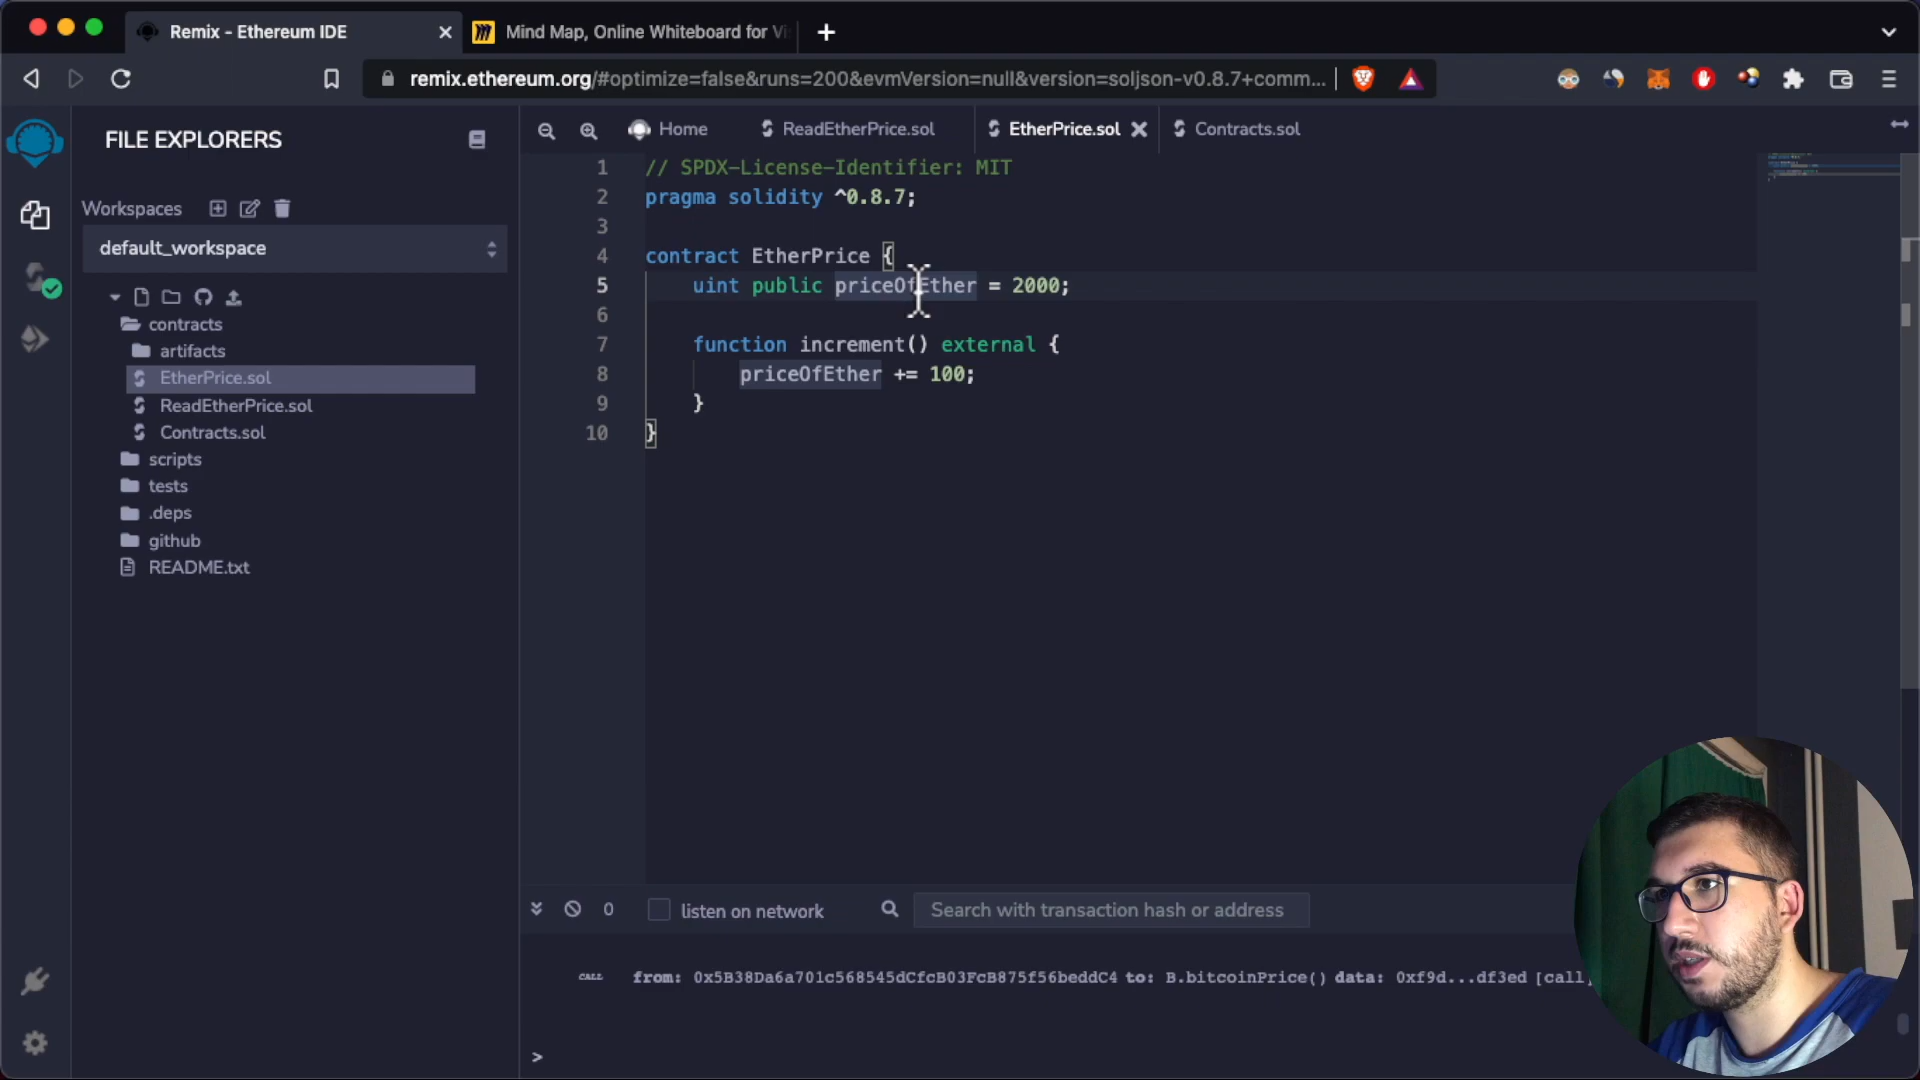 Remix - Ethereum IDE
Mind Map, Online Whiteboard for Vi
remix.ethereum.org/#optimize=false&runs=200&evmVersion=null&version=soljson-v0.8.7+comm...
FILE EXPLORERS
Home
ReadEtherPrice.sol
EtherPrice.sol
Contracts.sol
Workspaces
default_workspace
contracts
artifacts
EtherPrice.sol
ReadEtherPrice.sol
Contracts.sol
scripts
tests
.deps
github
README.txt
1 // SPDX-License-Identifier: MIT
2 pragma solidity ^0.8.7;
3
4 contract EtherPrice {
5 uint public priceOfEther = 2000;
6
7 function increment() external {
8 priceOfEther += 100;
9 }
10 }
0 listen on network Search with transaction hash or address
CALL from: 0x5B38Da6a701c568545dCfcB03FcB875f56beddC4 to: B.bitcoinPrice() data: 0xf9d...df3ed [call]
>